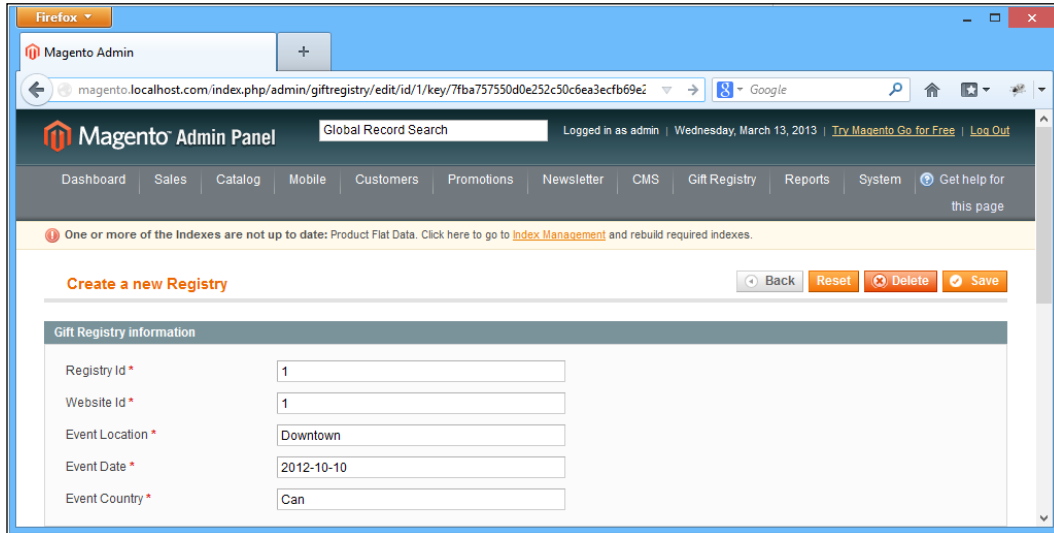 Firefox
Magento Admin
magento.localhost.com/index.php/admin/giftregistry/edit/id/1/key/7fba757550d0e252c50c6ea3ecfb69e2
Google
Magento Admin Panel
Global Record Search
Logged in as admin | Wednesday, March 13, 2013 | Try Magento Go for Free | Log Out
Dashboard Sales Catalog Mobile Customers Promotions Newsletter CMS Gift Registry Reports System Get help for
this page
One or more of the Indexes are not up to date: Product Flat Data. Click here to go to Index Management and rebuild required indexes.
Create a new Registry
Back Reset Delete Save
Gift Registry information
Registry Id * 1
Website Id * 1
Event Location * Downtown
Event Date * 2012-10-10
Event Country * Can